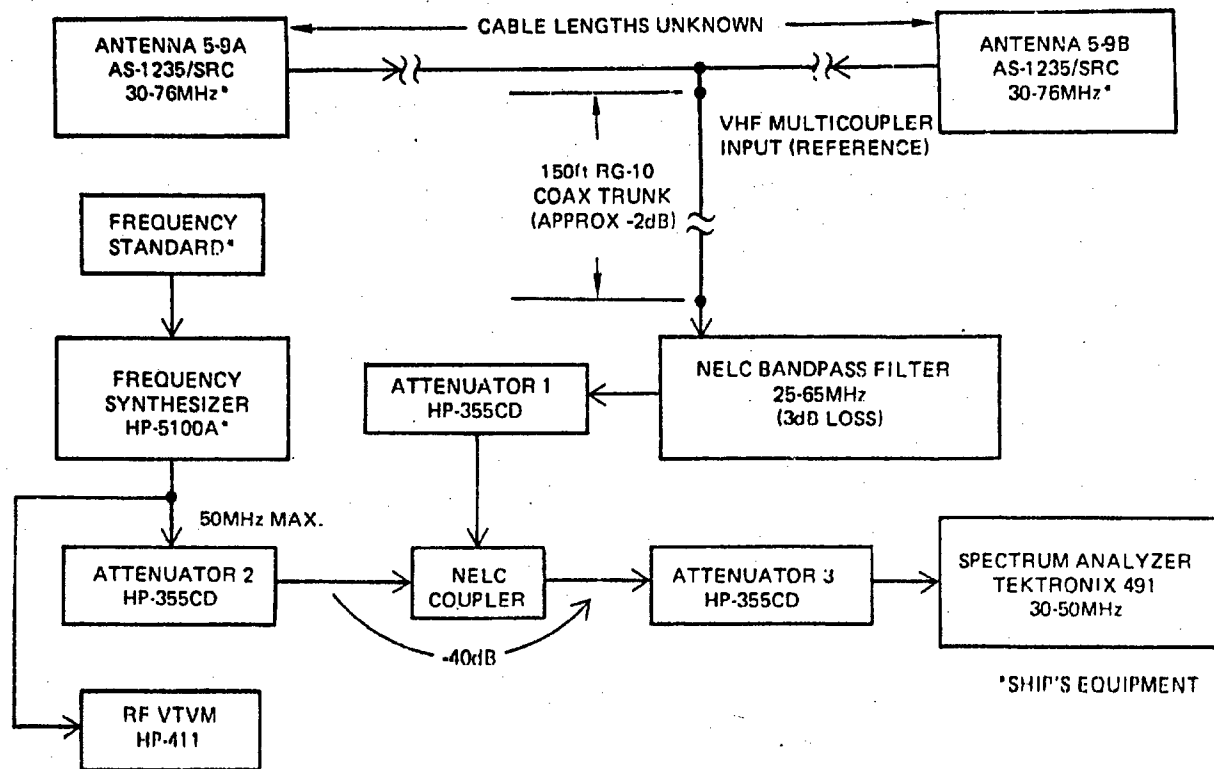 CABLE LENGTHS UNKNOWN
ANTENNA 5-9A
AS-1235/SRC
30-76MHz*
ANTENNA 5-9B
AS-1235/SRC
30-76MHz*
VHF MULTICOUPLER
INPUT (REFERENCE)
150ft RG-10
COAX TRUNK
(APPROX -2dB)
FREQUENCY
STANDARD*
FREQUENCY
SYNTHESIZER
HP-5100A*
ATTENUATOR 1
HP-355CD
NELC BANDPASS FILTER
25-65MHz
(3dB LOSS)
50MHz MAX.
ATTENUATOR 2
HP-355CD
NELC
COUPLER
ATTENUATOR 3
HP-355CD
SPECTRUM ANALYZER
TEKTRONIX 491
30-50MHz
-40dB
*SHIP'S EQUIPMENT
RF VTVM
HP-411